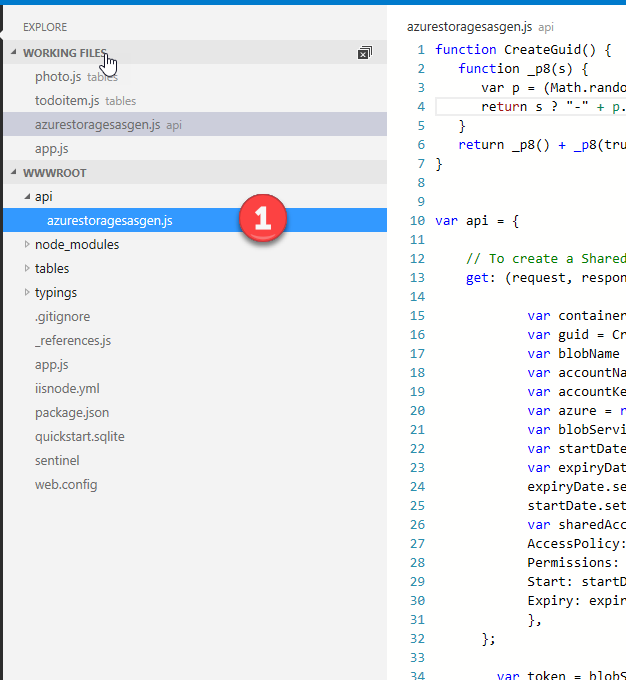 EXPLORE
WORKING FILES
photo.js tables
todoitem.js tables
azurestoragesasgen.js api
app.js
WWWROOT
api
azurestoragesasgen.js
1
node_modules
tables
typings
.gitignore
_references.js
app.js
iisnode.yml
package.json
quickstart.sqlite
sentinel
web.config
azurestoragesasgen.js api
1 function CreateGuid() {
2 function _p8(s) {
3 var p = (Math.rando
4 return s ? "-" + p.
5 }
6 return _p8() + _p8(tru
7 }
8
9
10 var api = {
11
12 // To create a Shared
13 get: (request, respon
14
15 var container
16 var guid = Cr
17 var blobName
18 var accountNa
19 var accountKe
20 var azure = r
21 var blobServi
22 var startDate
23 var expiryDat
24 expiryDate.se
25 startDate.set
26 var sharedAcc
27 AccessPolicy:
28 Permissions:
29 Start: startD
30 Expiry: expir
31 },
32 };
33
34 var token = blobS